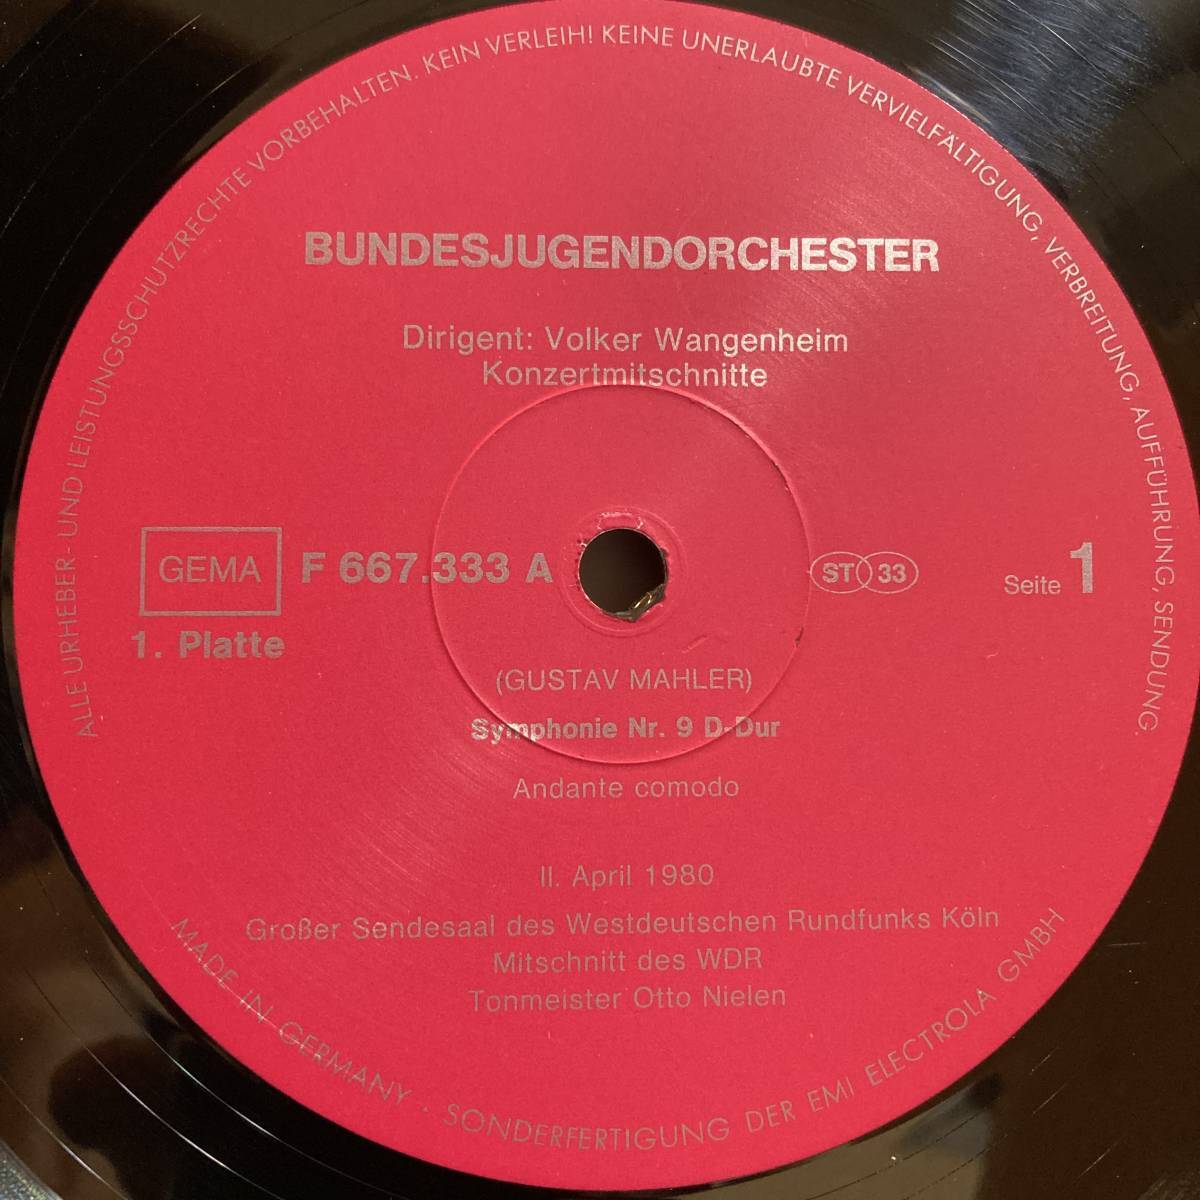 ALLE URHEBER- UND LEISTUNGSSCHUTZRECHTE VORBEHALTEN. KEIN VERLEIH! KEINE UNERLAUBTE VERVIELFÄLTIGUNG, VERBREITUNG, AUFFÜHRUNG, SENDUNG.
BUNDESJUGENDORCHESTER
Dirigent: Volker Wangenheim
Konzertmitschnitte
GEMA F 667.333 A ST 33 Seite 1
1. Platte
(GUSTAV MAHLER)
Symphonie Nr. 9 D-Dur
Andante comodo
II. April 1980
Großer Sendesaal des Westdeutschen Rundfunks Köln
Mitschnitt des WDR
Tonmeister Otto Nielen
MADE IN GERMANY · SONDERFERTIGUNG DER EMI ELECTROLA GMBH